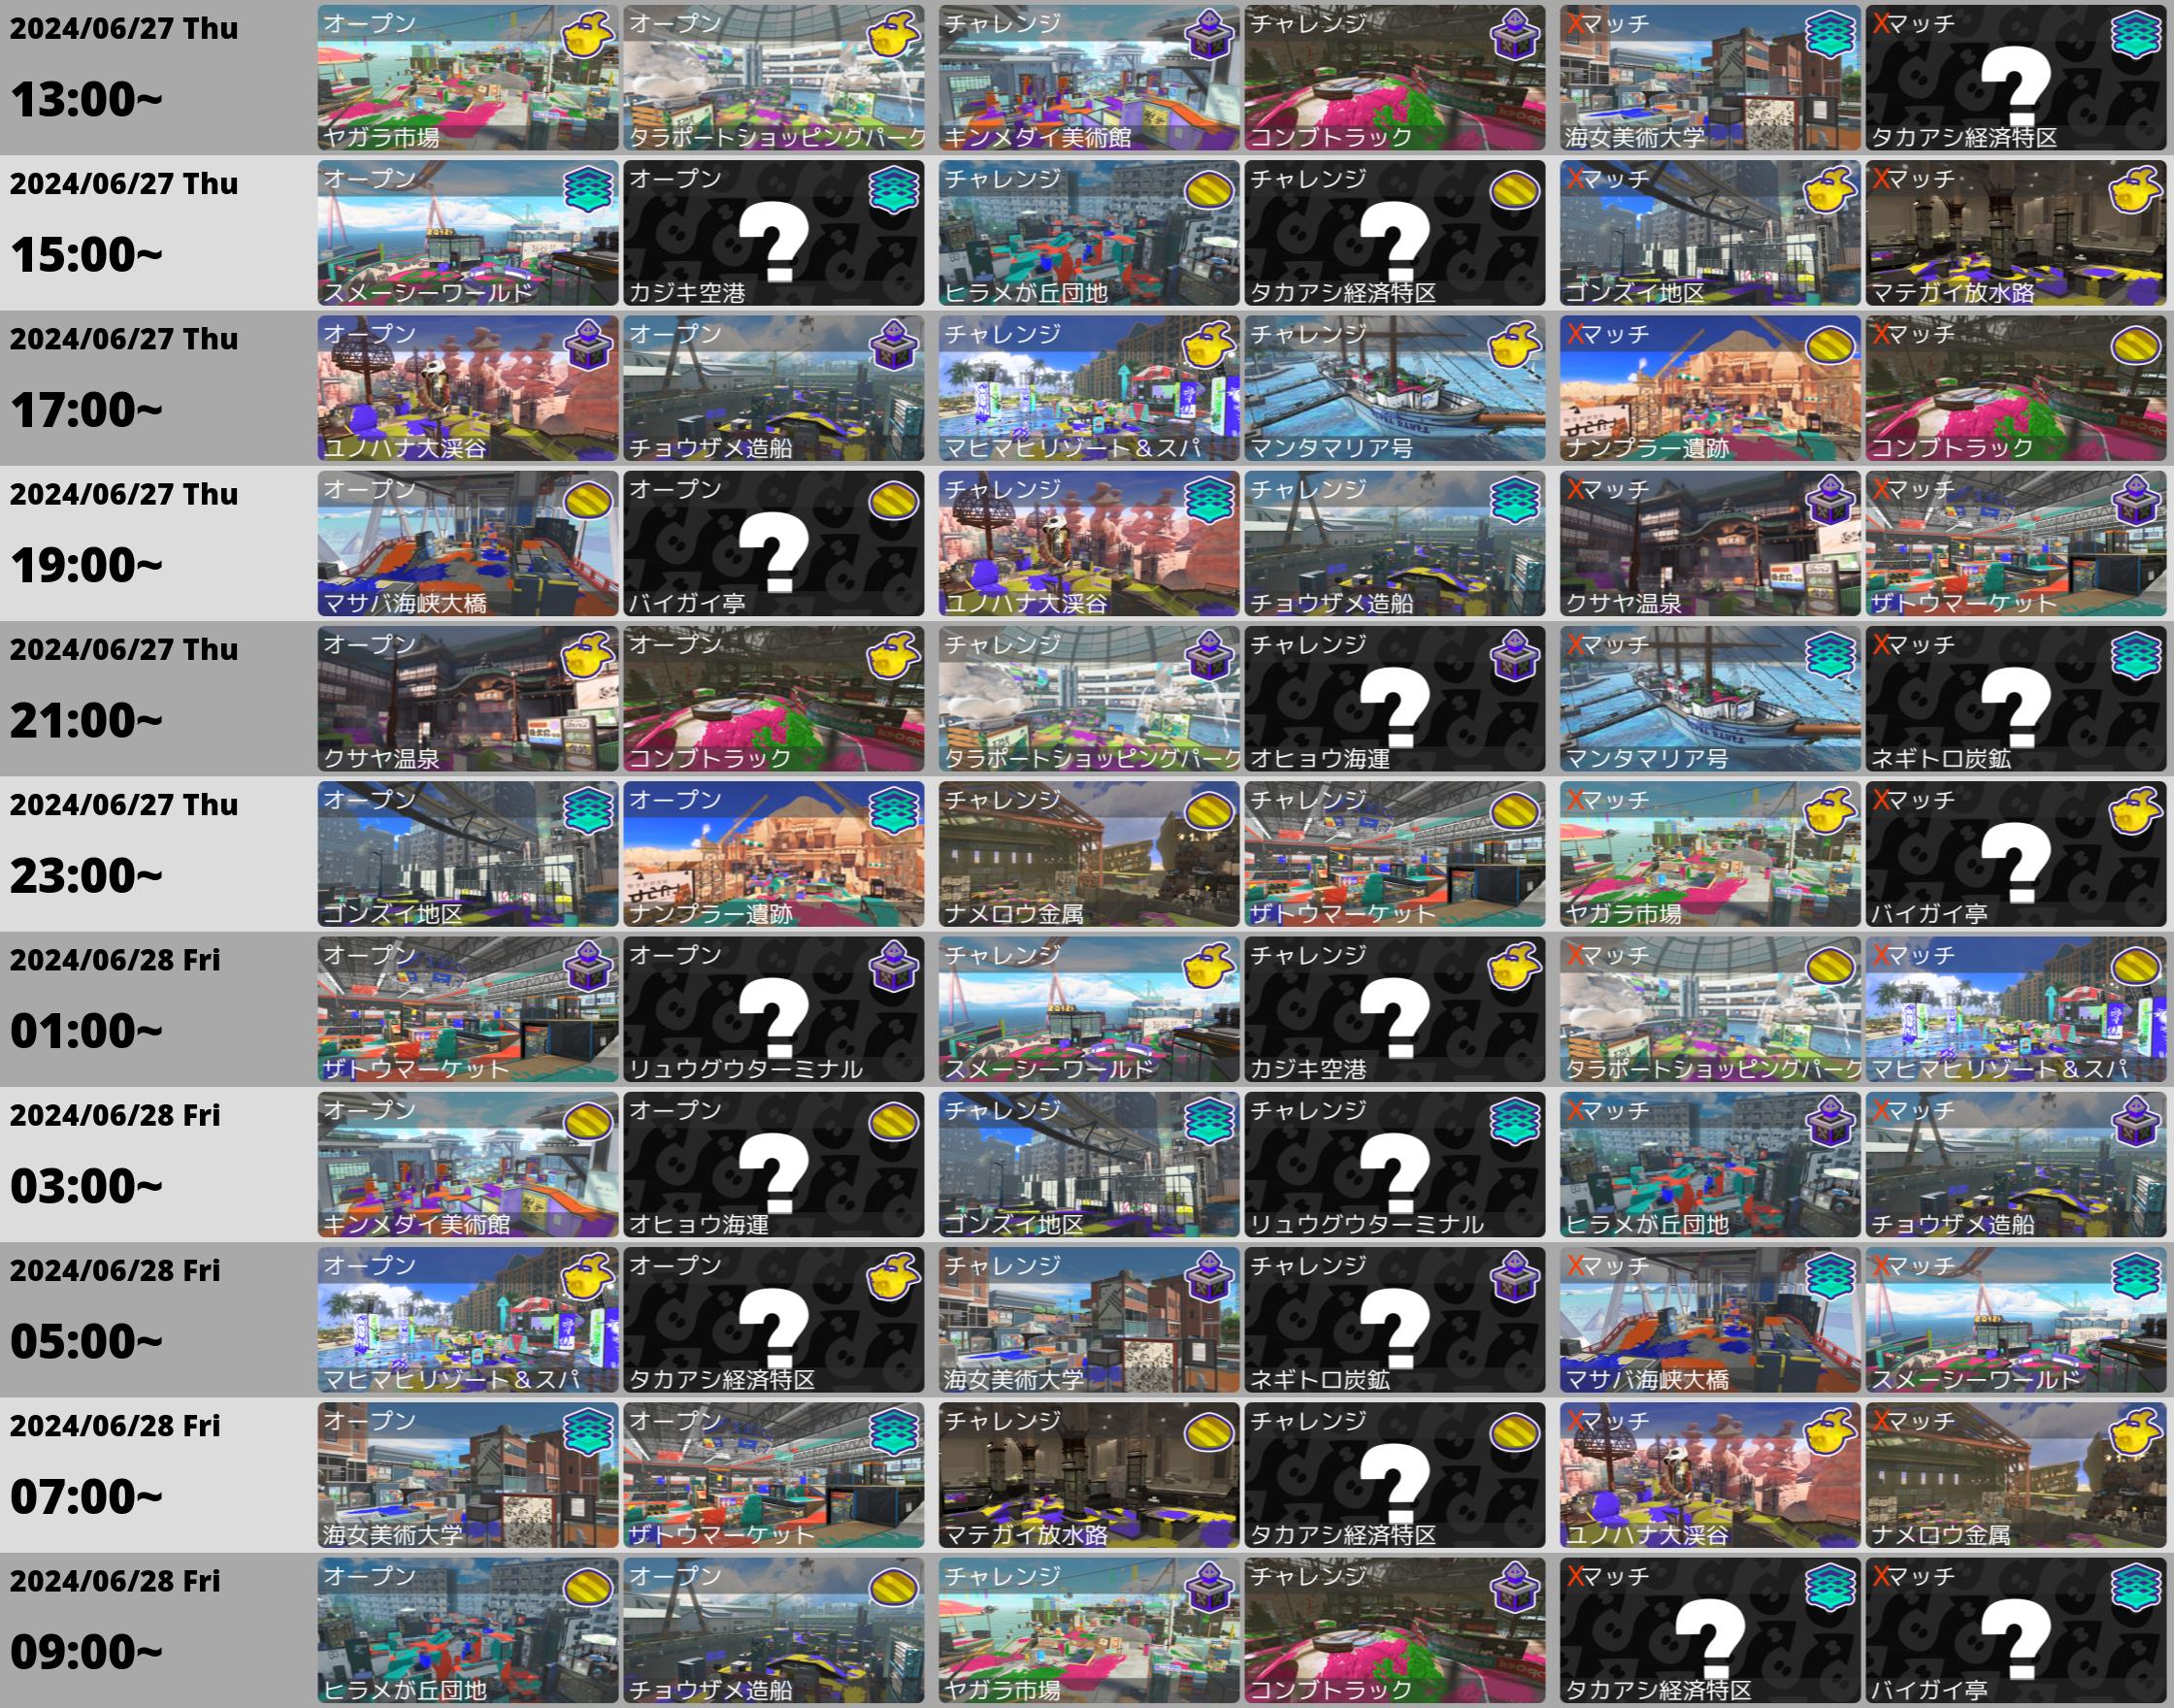 2024/06/27 Thu
13:00~
オープン
ヤガラ市場
オープン
タラポートショッピングパーク
チャレンジ
キンメダイ美術館
チャレンジ
コンブトラック
Xマッチ
海女美術大学
Xマッチ
?
タカアシ経済特区
2024/06/27 Thu
15:00~
オープン
スメーシーワールド
オープン
?
カジキ空港
チャレンジ
ヒラメが丘団地
チャレンジ
?
タカアシ経済特区
Xマッチ
ゴンズイ地区
Xマッチ
マテガイ放水路
2024/06/27 Thu
17:00~
オープン
ユノハナ大渓谷
オープン
チョウザメ造船
チャレンジ
マヒマヒリゾート&スパ
チャレンジ
マンタマリア号
Xマッチ
ナンプラー遺跡
Xマッチ
コンブトラック
2024/06/27 Thu
19:00~
オープン
マサバ海峡大橋
オープン
?
バイガイ亭
チャレンジ
ユノハナ大渓谷
チャレンジ
チョウザメ造船
Xマッチ
クサヤ温泉
Xマッチ
ザトウマーケット
2024/06/27 Thu
21:00~
オープン
クサヤ温泉
オープン
コンブトラック
チャレンジ
タラポートショッピングパーク
チャレンジ
?
オヒョウ海運
Xマッチ
マンタマリア号
Xマッチ
?
ネギトロ炭鉱
2024/06/27 Thu
23:00~
オープン
ゴンズイ地区
オープン
ナンプラー遺跡
チャレンジ
ナメロウ金属
チャレンジ
ザトウマーケット
Xマッチ
ヤガラ市場
Xマッチ
?
バイガイ亭
2024/06/28 Fri
01:00~
オープン
ザトウマーケット
オープン
?
リュウグウターミナル
チャレンジ
スメーシーワールド
チャレンジ
?
カジキ空港
Xマッチ
タラポートショッピングパーク
Xマッチ
マヒマヒリゾート&スパ
2024/06/28 Fri
03:00~
オープン
キンメダイ美術館
オープン
?
オヒョウ海運
チャレンジ
ゴンズイ地区
チャレンジ
?
リュウグウターミナル
Xマッチ
ヒラメが丘団地
Xマッチ
チョウザメ造船
2024/06/28 Fri
05:00~
オープン
マヒマヒリゾート&スパ
オープン
?
タカアシ経済特区
チャレンジ
海女美術大学
チャレンジ
?
ネギトロ炭鉱
Xマッチ
マサバ海峡大橋
Xマッチ
スメーシーワールド
2024/06/28 Fri
07:00~
オープン
海女美術大学
オープン
ザトウマーケット
チャレンジ
マテガイ放水路
チャレンジ
?
タカアシ経済特区
Xマッチ
ユノハナ大渓谷
Xマッチ
ナメロウ金属
2024/06/28 Fri
09:00~
オープン
ヒラメが丘団地
オープン
チョウザメ造船
チャレンジ
ヤガラ市場
チャレンジ
コンブトラック
Xマッチ
?
タカアシ経済特区
Xマッチ
?
バイガイ亭